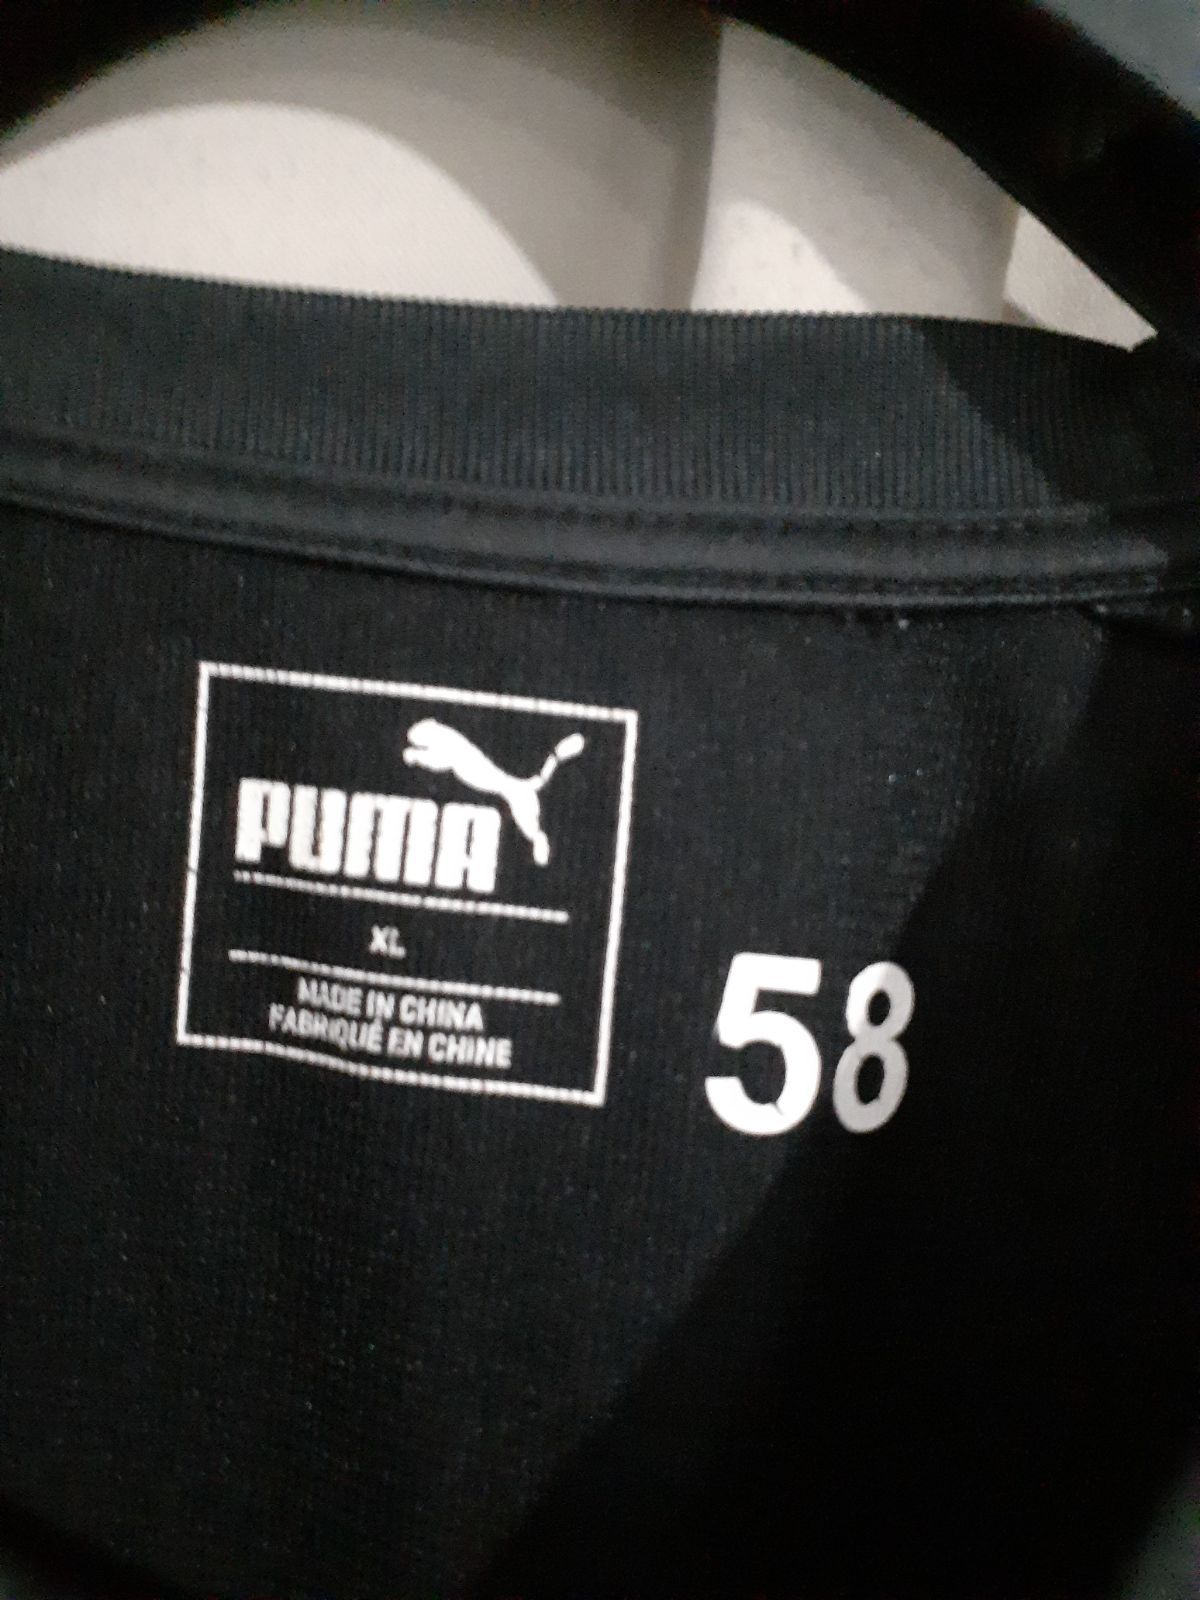 PUMA
XL
MADE IN CHINA
FABRIQUÉ EN CHINE
58